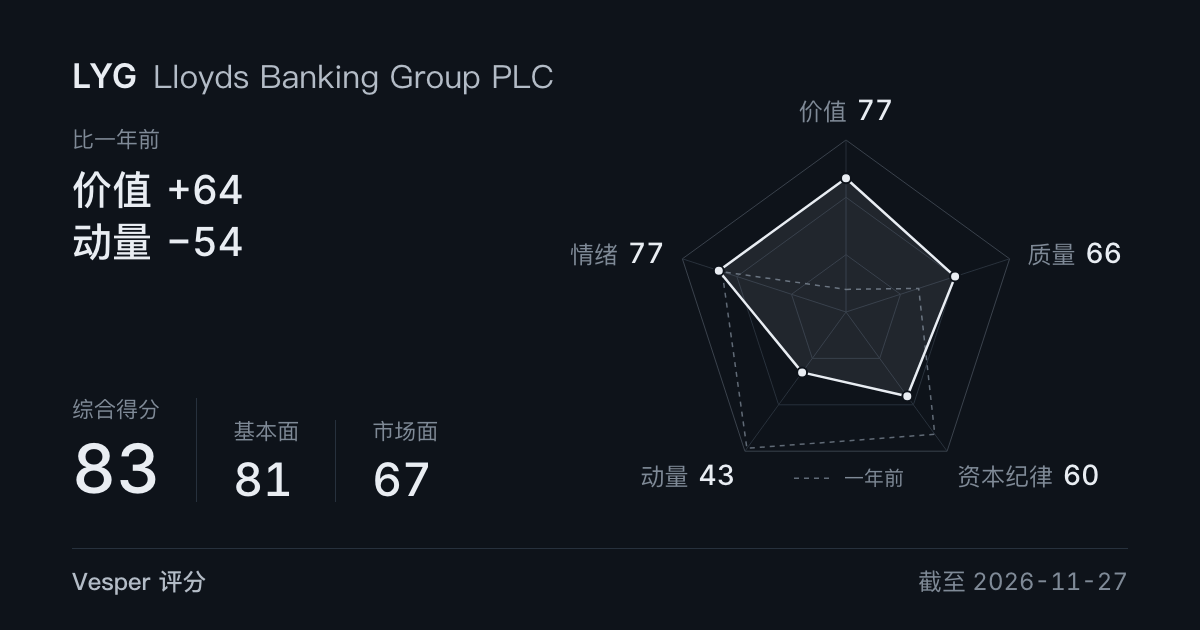 LYG Lloyds Banking Group PLC
比一年前
价值 +64
动量 −54
价值 77
情绪 77
质量 66
动量 43
一年前
资本纪律 60
综合得分
83
基本面
81
市场面
67
Vesper 评分
截至 2026-11-27